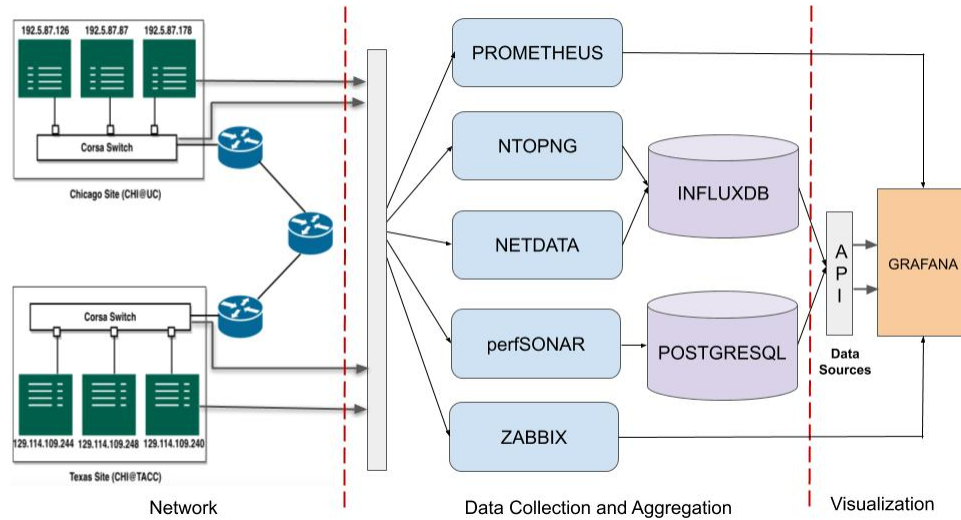 192.5.87.126 192.5.87.87 192.5.87.178
Corsa Switch
Chicago Site (CHI@UC)
Corsa Switch
129.114.109.244 129.114.109.248 129.114.109.240
Texas Site (CHI@TACC)
Network
PROMETHEUS
NTOPNG
NETDATA
perfSONAR
ZABBIX
INFLUXDB
POSTGRESQL
Data Collection and Aggregation
A
P
I
Data
Sources
GRAFANA
Visualization